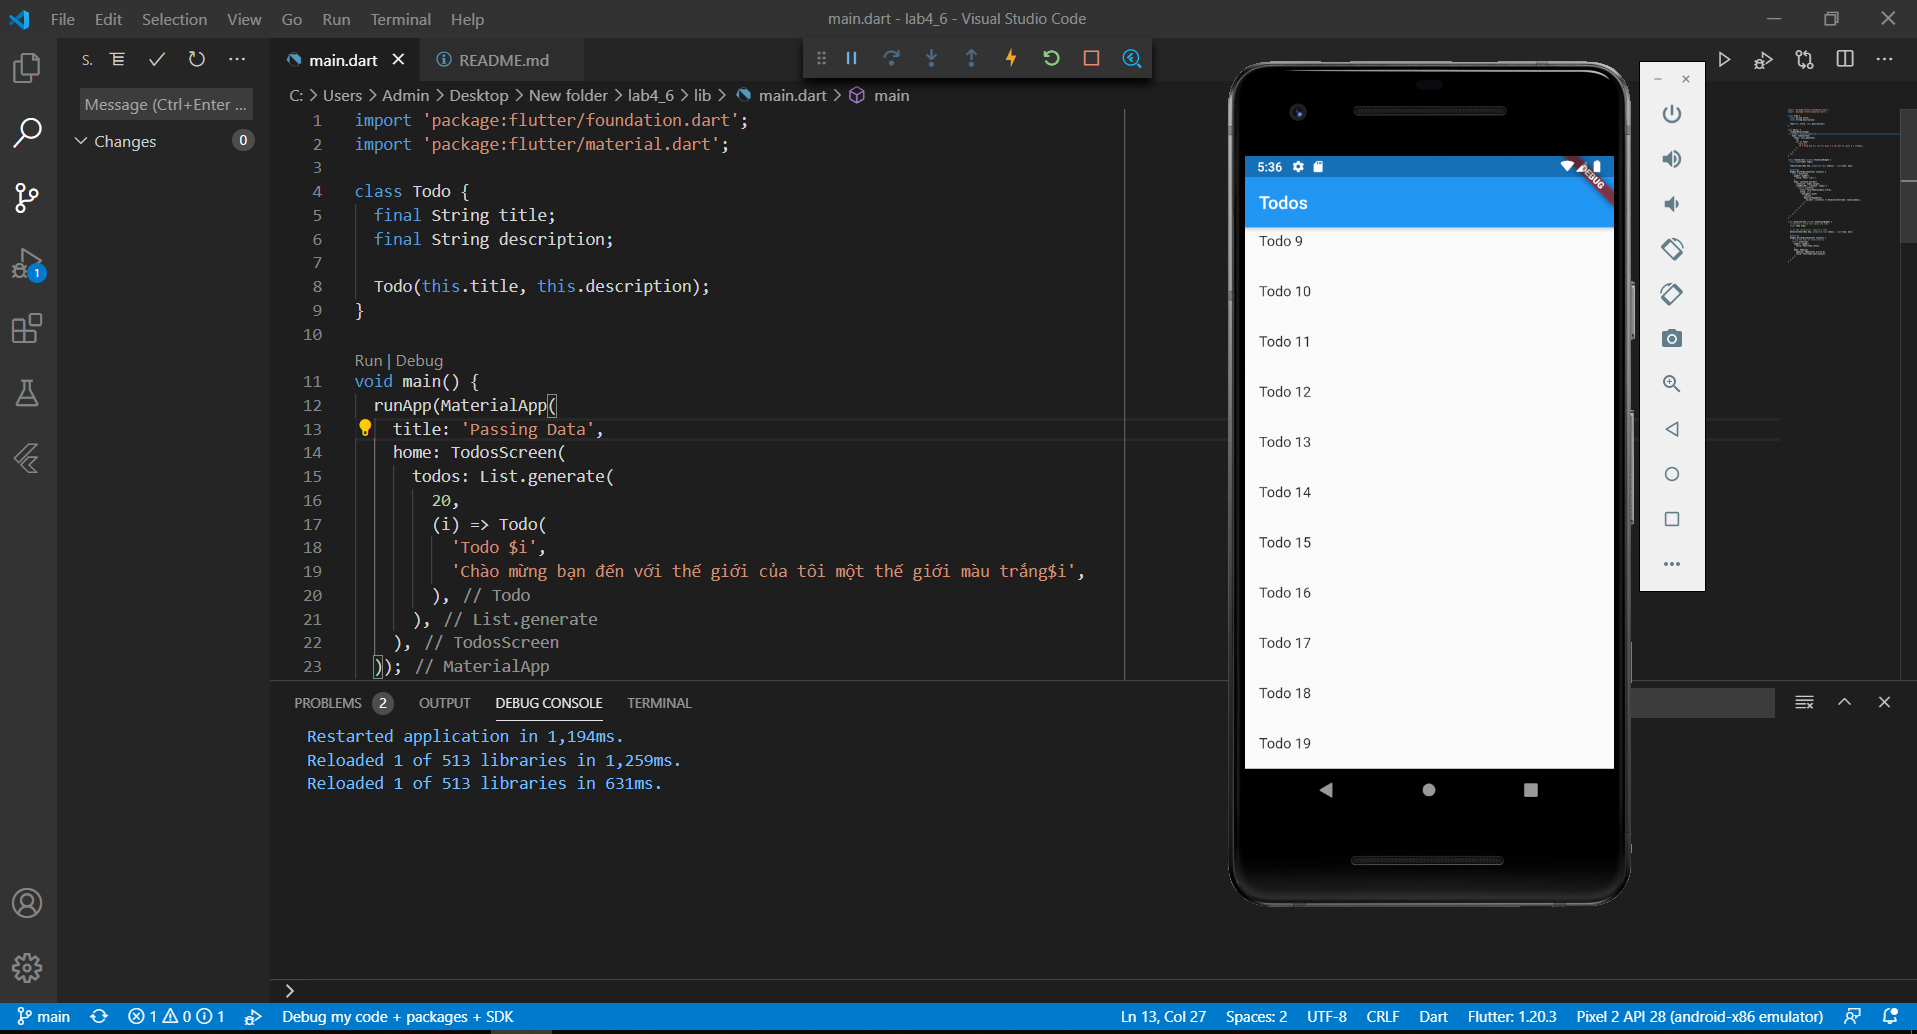 File Edit Selection View Go Run Terminal Help
main.dart - lab4_6 - Visual Studio Code
S.
main.dart
README.md
Message (Ctrl+Enter ...
Changes 0
1
C: > Users > Admin > Desktop > New folder > lab4_6 > lib > main.dart > main
1 import 'package:flutter/foundation.dart';
2 import 'package:flutter/material.dart';
3
4 class Todo {
5 final String title;
6 final String description;
7
8 Todo(this.title, this.description);
9 }
10
Run | Debug
11 void main() {
12 runApp(MaterialApp(
13 title: 'Passing Data',
14 home: TodosScreen(
15 todos: List.generate(
16 20,
17 (i) => Todo(
18 'Todo $i',
19 'Chào mừng bạn đến với thế giới của tôi một thế giới màu trắng$i',
20 ), // Todo
21 ), // List.generate
22 ), // TodosScreen
23 )); // MaterialApp
PROBLEMS 2 OUTPUT DEBUG CONSOLE TERMINAL
Restarted application in 1,194ms.
Reloaded 1 of 513 libraries in 1,259ms.
Reloaded 1 of 513 libraries in 631ms.
5:36
DEBUG
Todos
Todo 9
Todo 10
Todo 11
Todo 12
Todo 13
Todo 14
Todo 15
Todo 16
Todo 17
Todo 18
Todo 19
main 1 0 1 Debug my code + packages + SDK
Ln 13, Col 27 Spaces: 2 UTF-8 CRLF Dart Flutter: 1.20.3 Pixel 2 API 28 (android-x86 emulator)